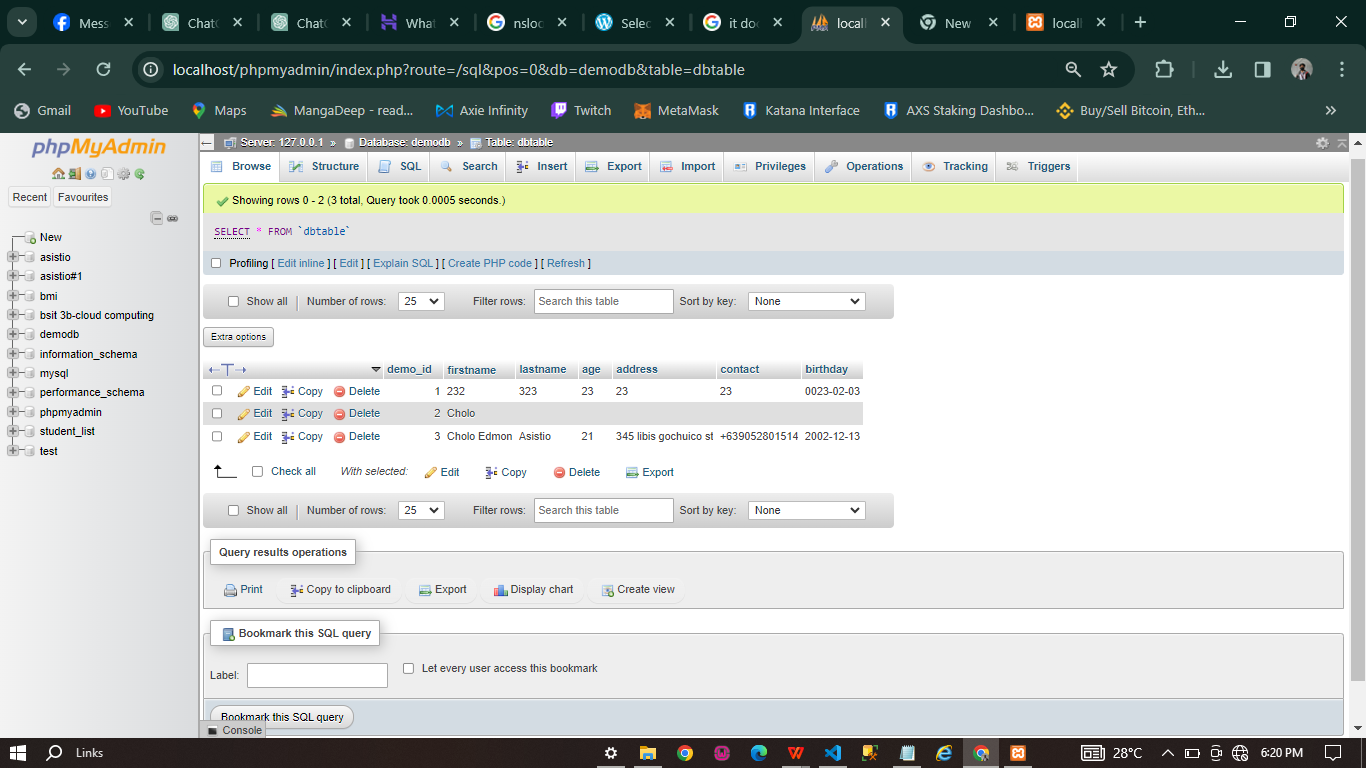 Mess
ChatC
ChatC
What
nsloc
Selec
it do
locall
New
locall
localhost/phpmyadmin/index.php?route=/sql&pos=0&db=demodb&table=dbtable
Gmail YouTube Maps MangaDeep - read... Axie Infinity Twitch MetaMask Katana Interface AXS Staking Dashbo... Buy/Sell Bitcoin, Eth... »
phpMyAdmin
Recent Favourites
New
asistio
asistio#1
bmi
bsit 3b-cloud computing
demodb
information_schema
mysql
performance_schema
phpmyadmin
student_list
test
Server: 127.0.0.1 » Database: demodb » Table: dbtable
Browse Structure SQL Search Insert Export Import Privileges Operations Tracking Triggers
Showing rows 0 - 2 (3 total, Query took 0.0005 seconds.)
SELECT * FROM `dbtable`
Profiling [ Edit inline ] [ Edit ] [ Explain SQL ] [ Create PHP code ] [ Refresh ]
Show all | Number of rows: 25 Filter rows: Search this table Sort by key: None
Extra options
←T→ demo_id firstname lastname age address contact birthday
Edit Copy Delete 1 232 323 23 23 23 0023-02-03
Edit Copy Delete 2 Cholo
Edit Copy Delete 3 Cholo Edmon Asistio 21 345 libis gochuico st +639052801514 2002-12-13
Check all With selected: Edit Copy Delete Export
Show all | Number of rows: 25 Filter rows: Search this table Sort by key: None
Query results operations
Print Copy to clipboard Export Display chart Create view
Bookmark this SQL query
Label: Let every user access this bookmark
Bookmark this SQL query
Console
Links 28°C 6:20 PM